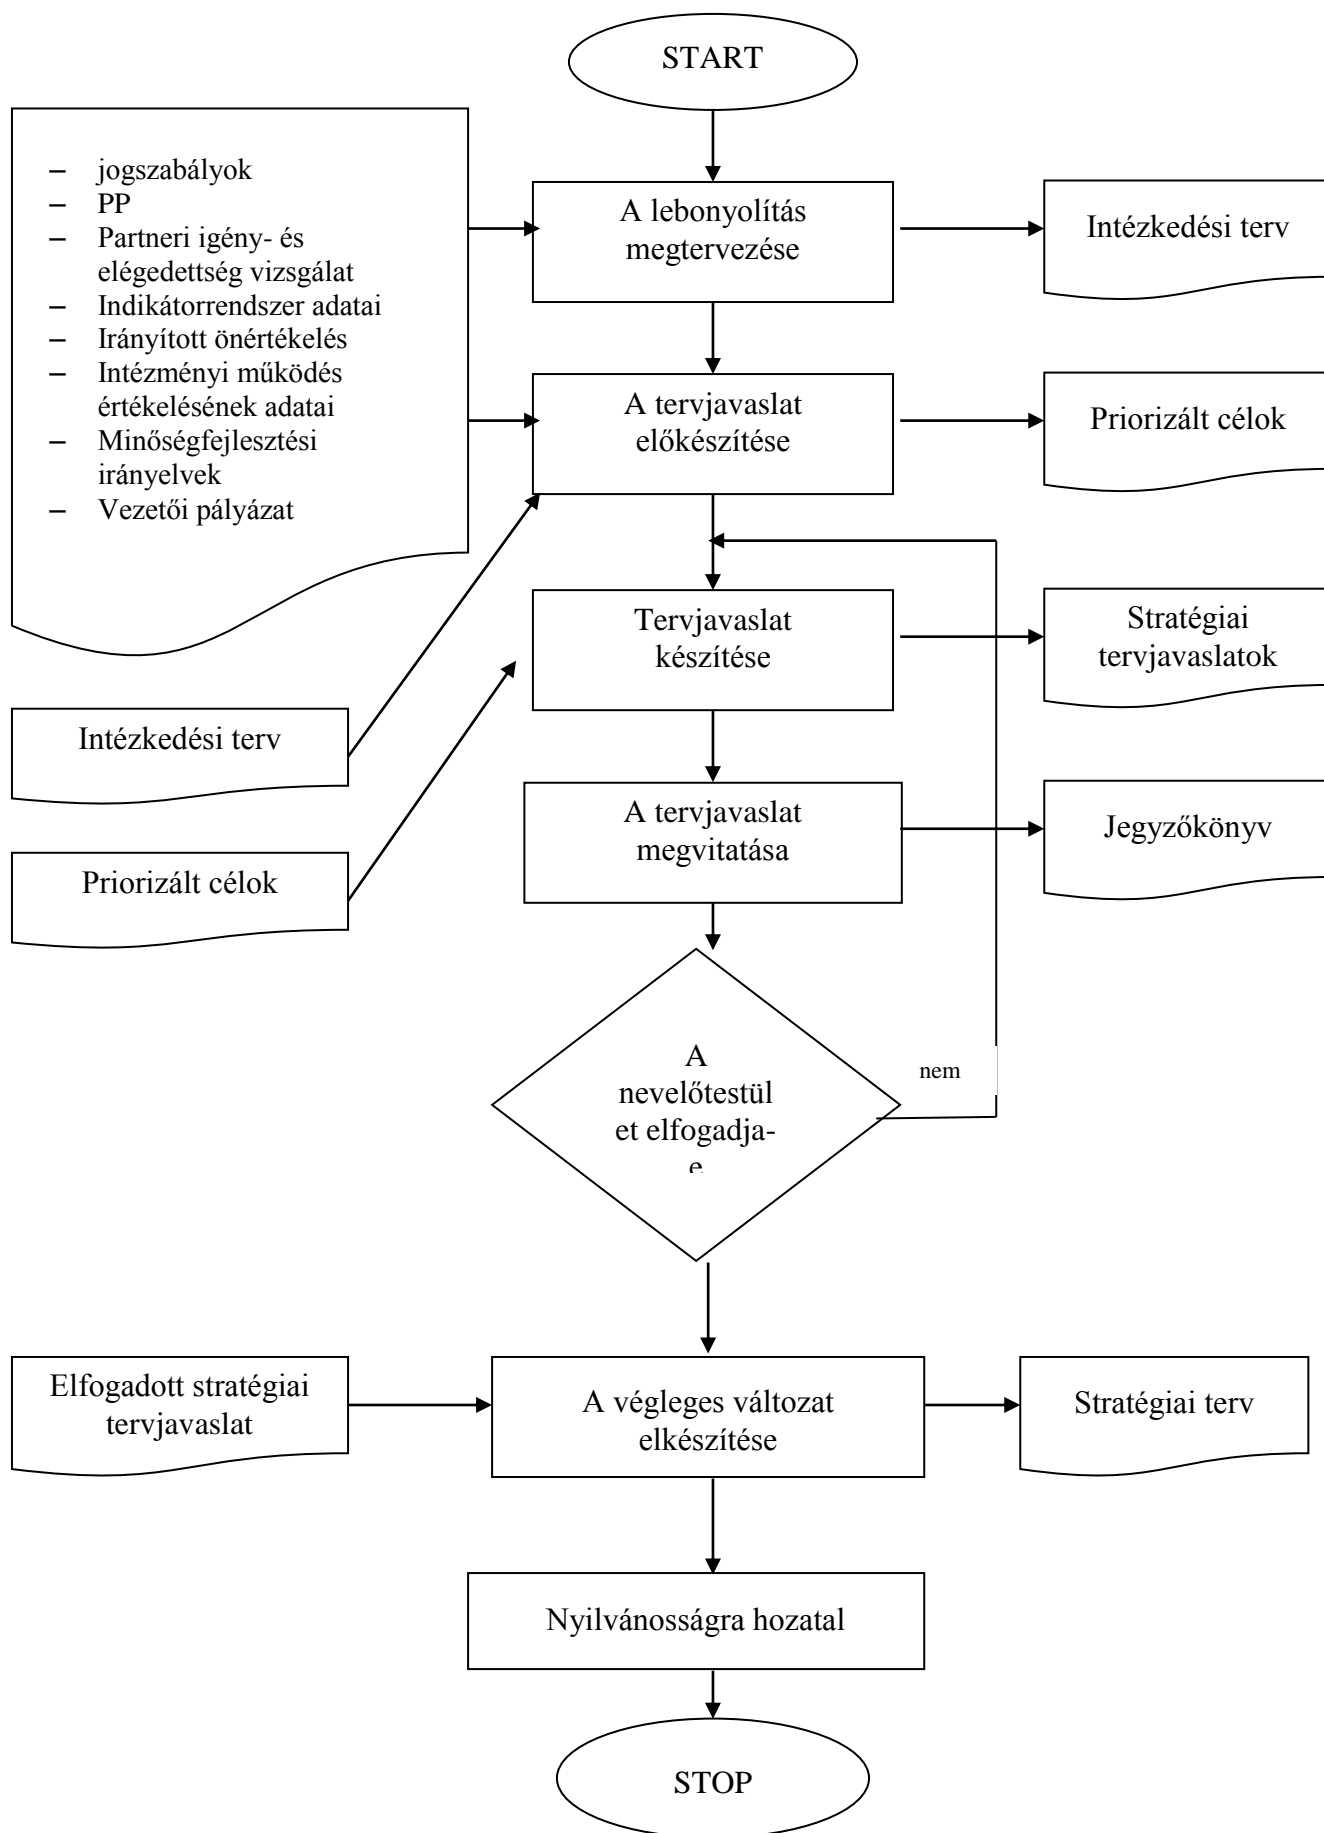 START
– jogszabályok
– PP
– Partneri igény- és
elégedettség vizsgálat
– Indikátorrendszer adatai
– Irányított önértékelés
– Intézményi működés
értékelésének adatai
– Minőségfejlesztési
irányelvek
– Vezetői pályázat
A lebonyolítás
megtervezése
Intézkedési terv
A tervjavaslat
előkészítése
Priorizált célok
Tervjavaslat
készítése
Stratégiai
tervjavaslatok
Intézkedési terv
A tervjavaslat
megvitatása
Jegyzőkönyv
Priorizált célok
A
nevelőtestül
et elfogadja-
e
nem
Elfogadott stratégiai
tervjavaslat
A végleges változat
elkészítése
Stratégiai terv
Nyilvánosságra hozatal
STOP